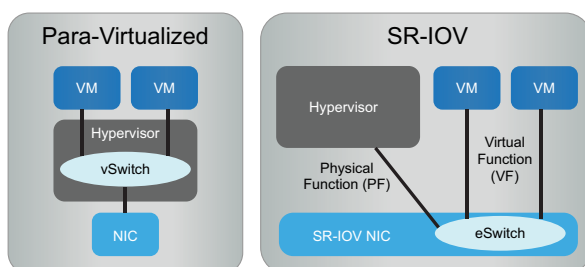 Para-Virtualized
VM VM
Hypervisor
vSwitch
NIC
SR-IOV
Hypervisor
VM VM
Virtual
Function
(VF)
Physical
Function (PF)
SR-IOV NIC
eSwitch